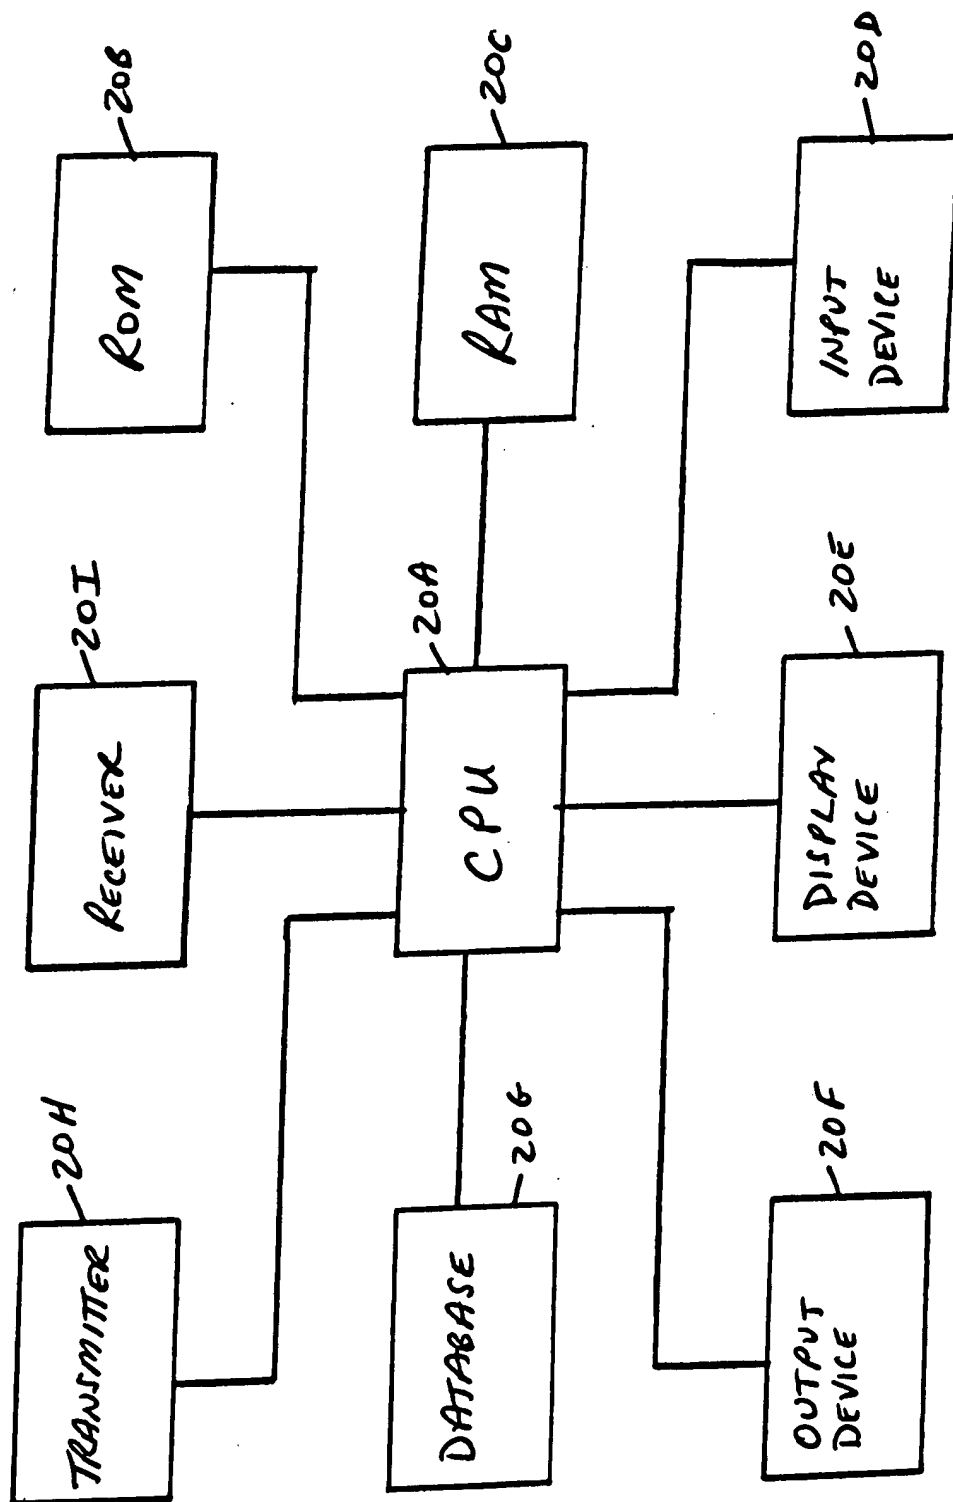 TRANSMITTER
20H
RECEIVER
20I
ROM
20B
DATABASE
20G
CPU
20A
RAM
20C
OUTPUT
DEVICE
20F
DISPLAY
DEVICE
20E
INPUT
DEVICE
20D